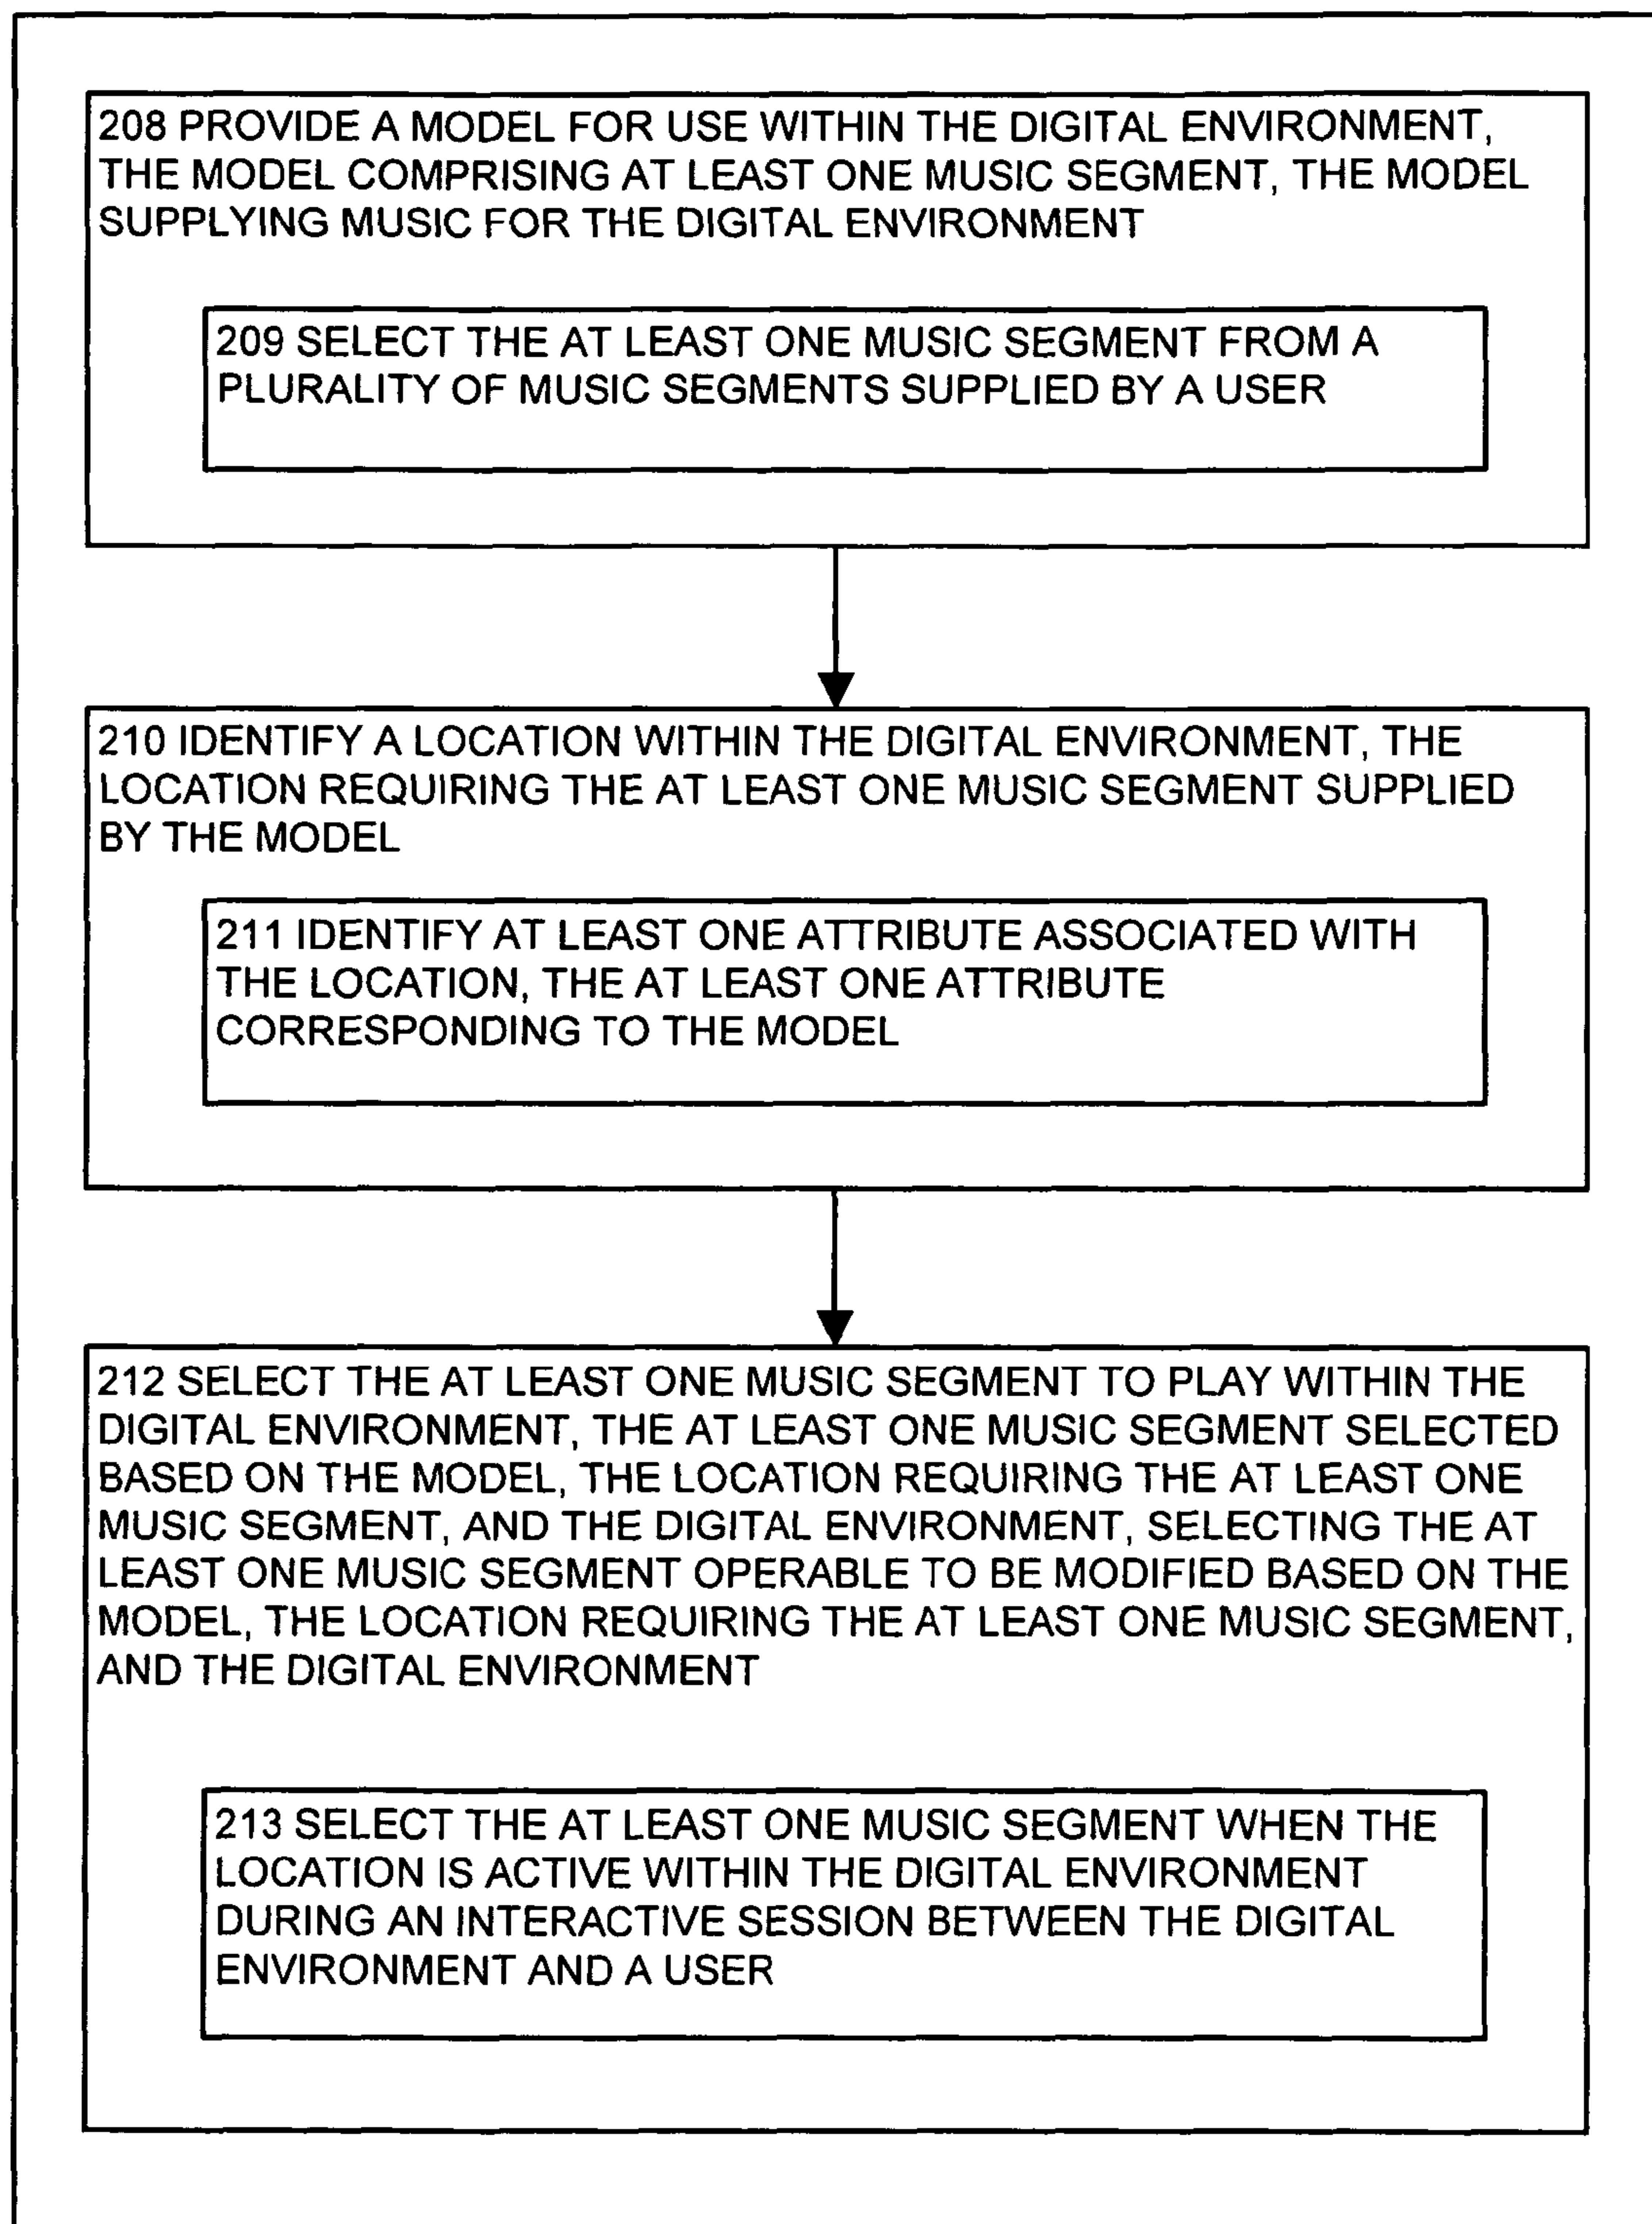 208 PROVIDE A MODEL FOR USE WITHIN THE DIGITAL ENVIRONMENT,
THE MODEL COMPRISING AT LEAST ONE MUSIC SEGMENT, THE MODEL
SUPPLYING MUSIC FOR THE DIGITAL ENVIRONMENT
209 SELECT THE AT LEAST ONE MUSIC SEGMENT FROM A
PLURALITY OF MUSIC SEGMENTS SUPPLIED BY A USER
210 IDENTIFY A LOCATION WITHIN THE DIGITAL ENVIRONMENT, THE
LOCATION REQUIRING THE AT LEAST ONE MUSIC SEGMENT SUPPLIED
BY THE MODEL
211 IDENTIFY AT LEAST ONE ATTRIBUTE ASSOCIATED WITH
THE LOCATION, THE AT LEAST ONE ATTRIBUTE
CORRESPONDING TO THE MODEL
212 SELECT THE AT LEAST ONE MUSIC SEGMENT TO PLAY WITHIN THE
DIGITAL ENVIRONMENT, THE AT LEAST ONE MUSIC SEGMENT SELECTED
BASED ON THE MODEL, THE LOCATION REQUIRING THE AT LEAST ONE
MUSIC SEGMENT, AND THE DIGITAL ENVIRONMENT, SELECTING THE AT
LEAST ONE MUSIC SEGMENT OPERABLE TO BE MODIFIED BASED ON THE
MODEL, THE LOCATION REQUIRING THE AT LEAST ONE MUSIC SEGMENT,
AND THE DIGITAL ENVIRONMENT
213 SELECT THE AT LEAST ONE MUSIC SEGMENT WHEN THE
LOCATION IS ACTIVE WITHIN THE DIGITAL ENVIRONMENT
DURING AN INTERACTIVE SESSION BETWEEN THE DIGITAL
ENVIRONMENT AND A USER